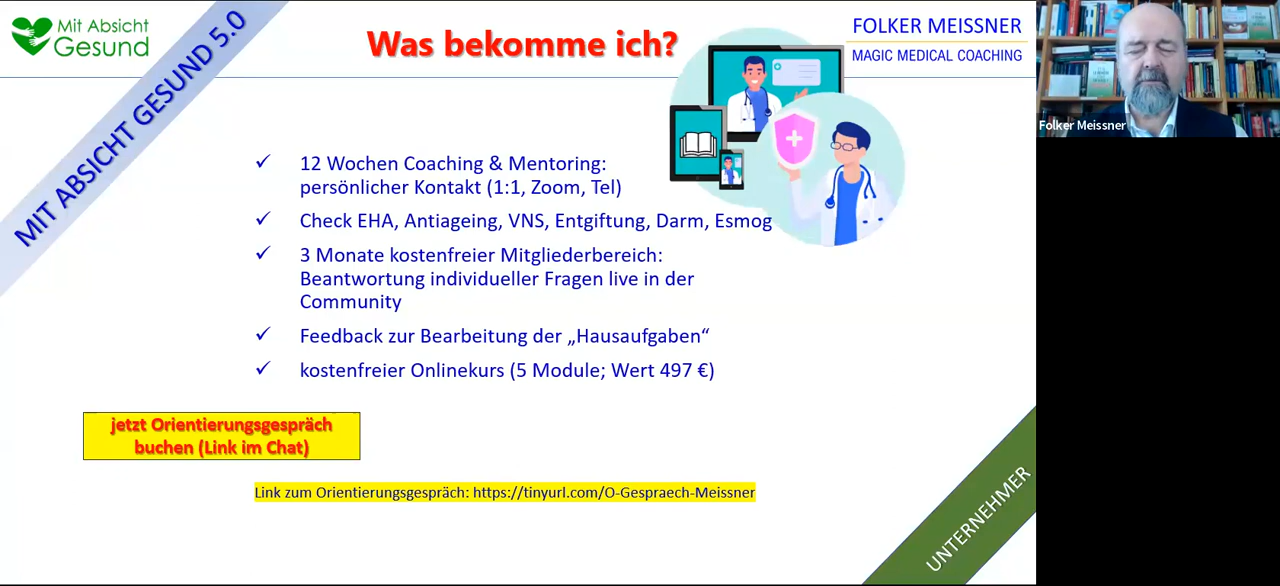 Mit Absicht
Gesund
MIT ABSICHT GESUND 5.0
Was bekomme ich?
FOLKER MEISSNER
MAGIC MEDICAL COACHING
Folker Meissner
✓ 12 Wochen Coaching & Mentoring:
persönlicher Kontakt (1:1, Zoom, Tel)
✓ Check EHA, Antiageing, VNS, Entgiftung, Darm, Esmog
✓ 3 Monate kostenfreier Mitgliederbereich:
Beantwortung individueller Fragen live in der
Community
✓ Feedback zur Bearbeitung der „Hausaufgaben“
✓ kostenfreier Onlinekurs (5 Module; Wert 497 €)
jetzt Orientierungsgespräch
buchen (Link im Chat)
Link zum Orientierungsgespräch: https://tinyurl.com/O-Gespraech-Meissner
UNTERNEHMER